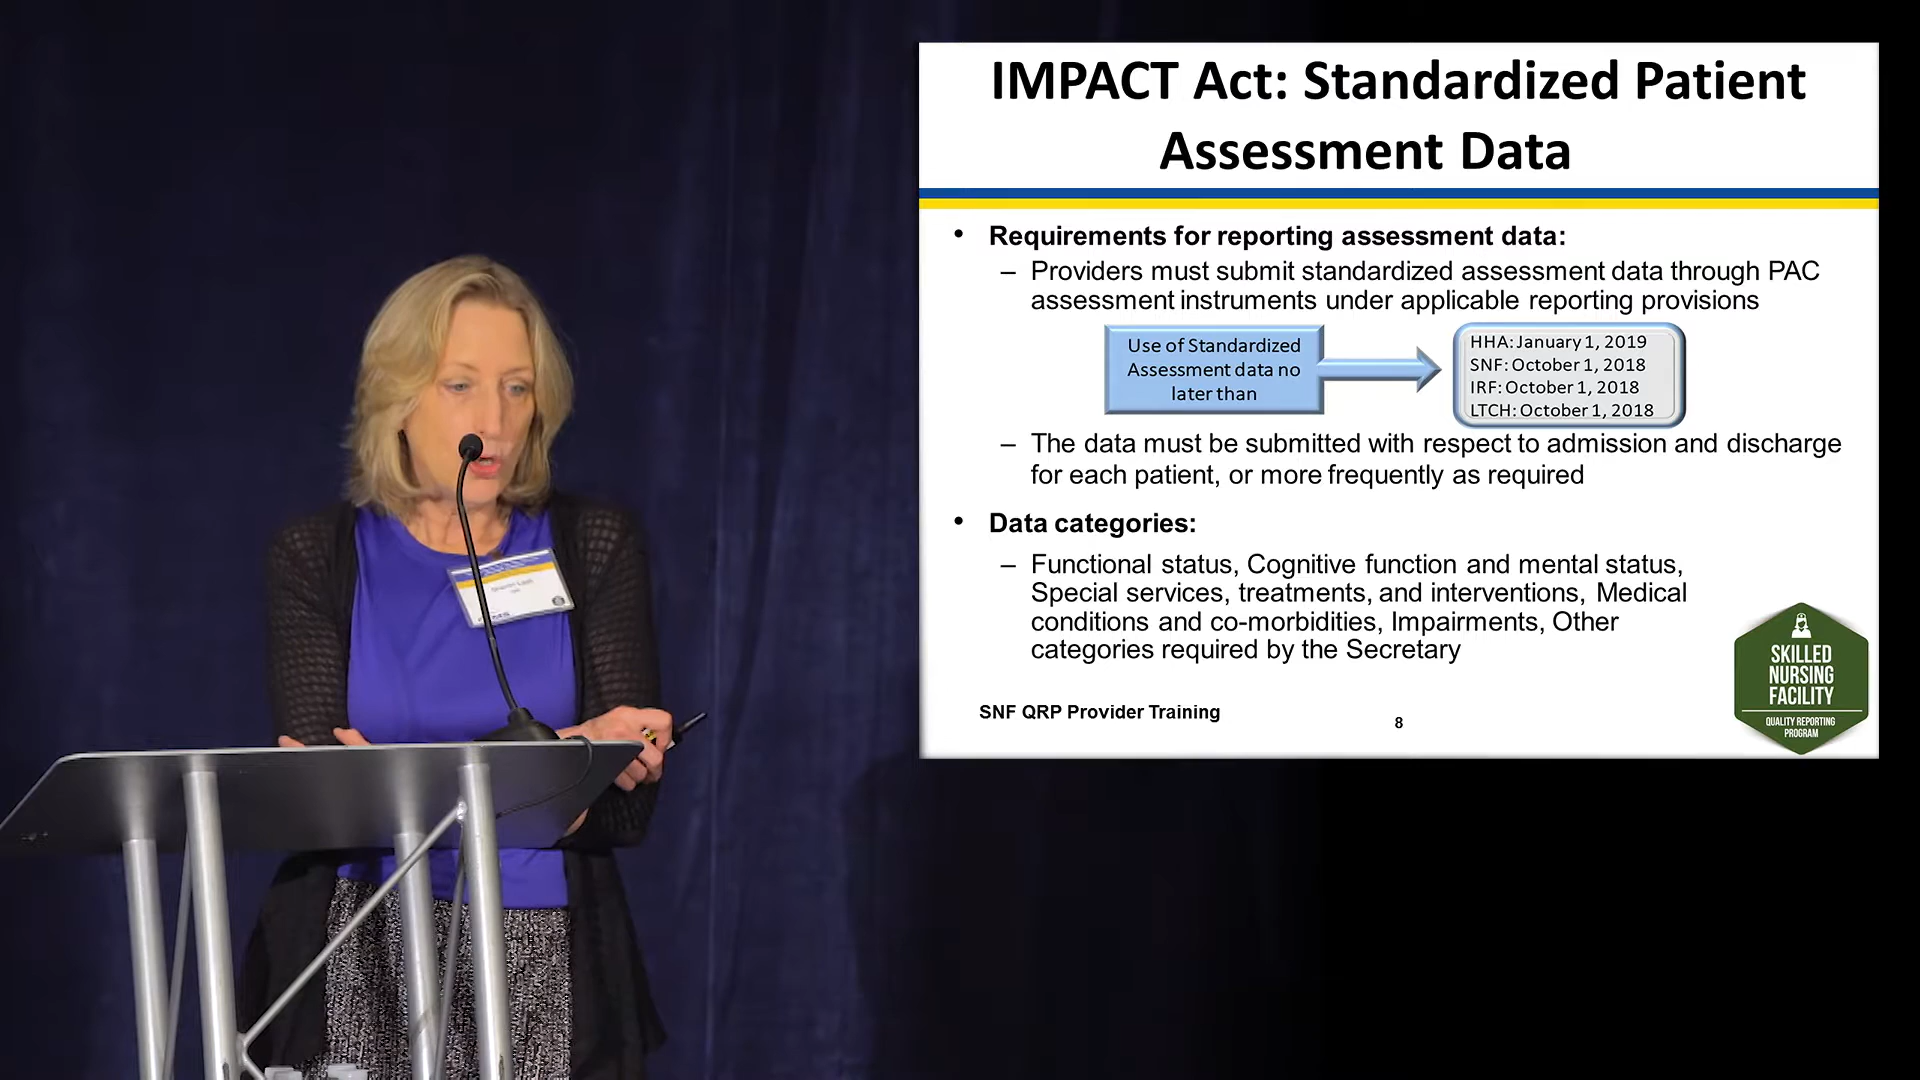 IMPACT Act: Standardized Patient
Assessment Data
• Requirements for reporting assessment data:
– Providers must submit standardized assessment data through PAC
assessment instruments under applicable reporting provisions
Use of Standardized
Assessment data no
later than
HHA: January 1, 2019
SNF: October 1, 2018
IRF: October 1, 2018
LTCH: October 1, 2018
– The data must be submitted with respect to admission and discharge
for each patient, or more frequently as required
• Data categories:
– Functional status, Cognitive function and mental status,
Special services, treatments, and interventions, Medical
conditions and co-morbidities, Impairments, Other
categories required by the Secretary
SNF QRP Provider Training
8
SKILLED
NURSING
FACILITY
QUALITY REPORTING
PROGRAM